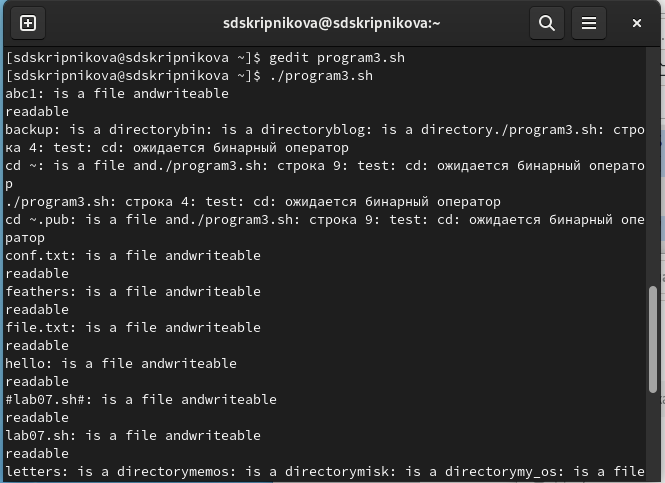 sdskripnikova@sdskripnikova:~
[sdskripnikova@sdskripnikova ~]$ gedit program3.sh
[sdskripnikova@sdskripnikova ~]$ ./program3.sh
abc1: is a file andwriteable
readable
backup: is a directorybin: is a directoryblog: is a directory./program3.sh: стро
ка 4: test: cd: ожидается бинарный оператор
cd ~: is a file and./program3.sh: строка 9: test: cd: ожидается бинарный операто
р
./program3.sh: строка 4: test: cd: ожидается бинарный оператор
cd ~.pub: is a file and./program3.sh: строка 9: test: cd: ожидается бинарный опе
ратор
conf.txt: is a file andwriteable
readable
feathers: is a file andwriteable
readable
file.txt: is a file andwriteable
readable
hello: is a file andwriteable
readable
#lab07.sh#: is a file andwriteable
readable
lab07.sh: is a file andwriteable
readable
letters: is a directorymemos: is a directorymisk: is a directorymy_os: is a file